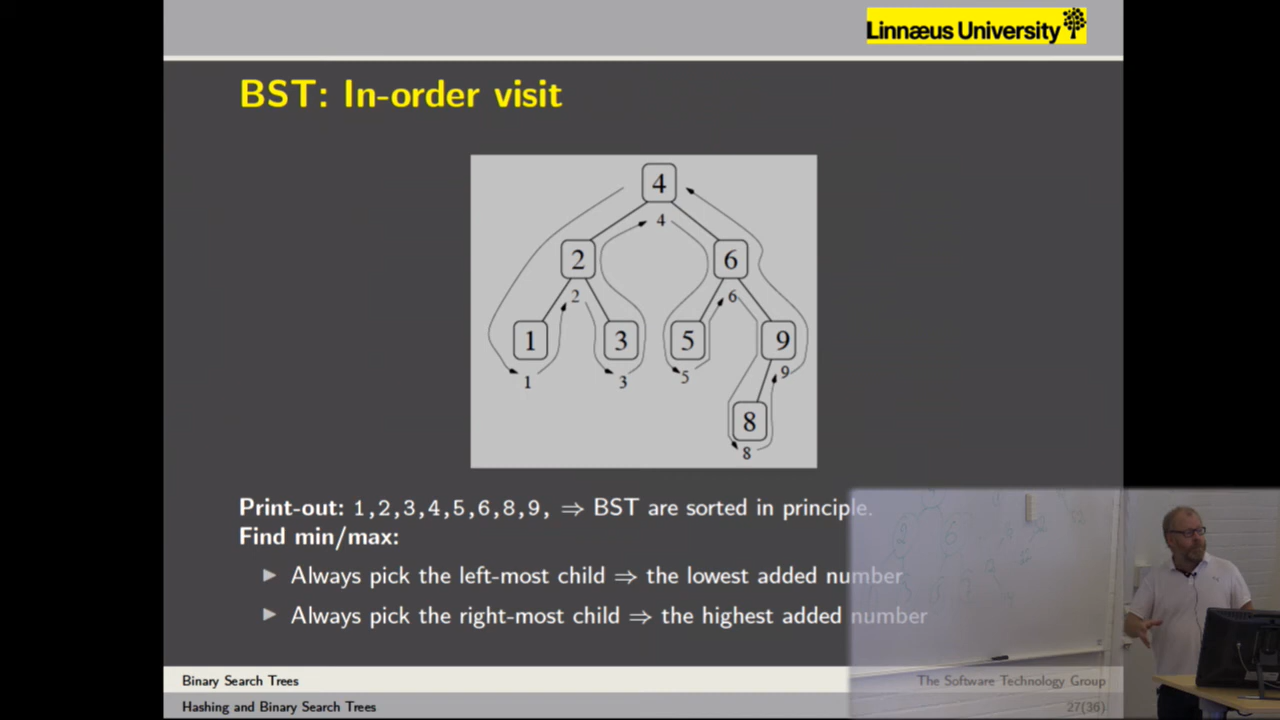 Linnæus University
BST: In-order visit
4
4
2
6
2
6
1
3
5
9
1
3
5
9
8
8
Print-out: 1,2,3,4,5,6,8,9, ⇒ BST are sorted in principle.
Find min/max:
▶ Always pick the left-most child ⇒ the lowest added number
▶ Always pick the right-most child ⇒ the highest added number
Binary Search Trees
The Software Technology Group
Hashing and Binary Search Trees
27(36)